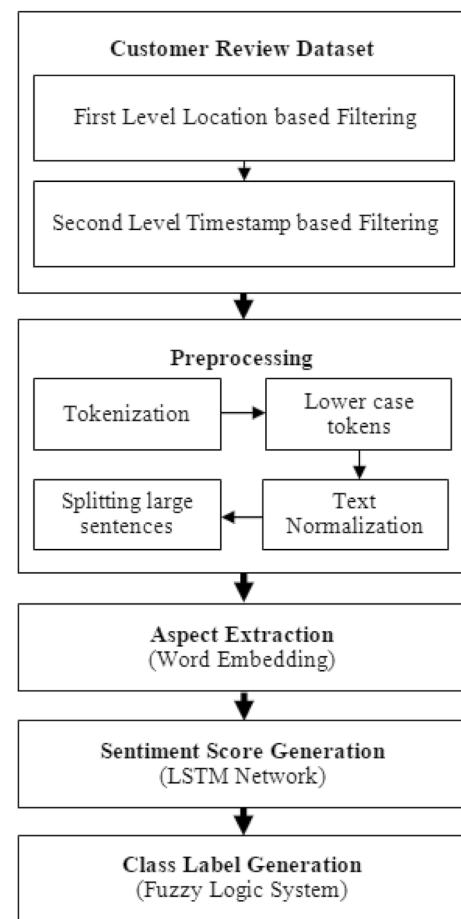 Customer Review Dataset
First Level Location based Filtering
Second Level Timestamp based Filtering
Preprocessing
Tokenization
Lower case
tokens
Text
Normalization
Splitting large
sentences
Aspect Extraction
(Word Embedding)
Sentiment Score Generation
(LSTM Network)
Class Label Generation
(Fuzzy Logic System)